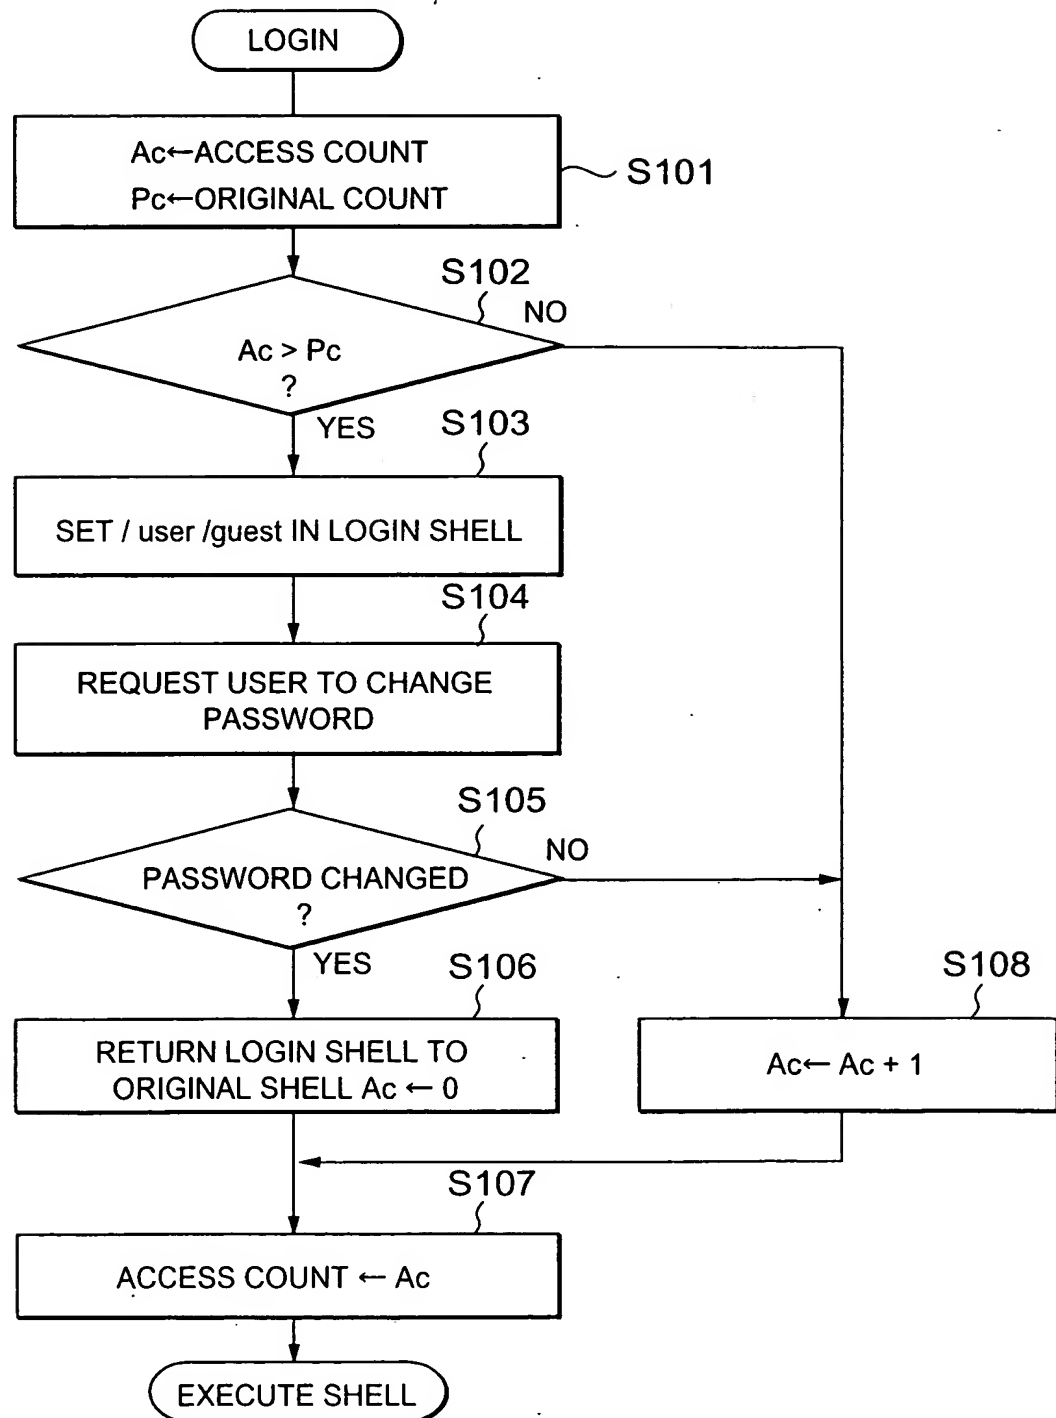 LOGIN
Ac←ACCESS COUNT
Pc←ORIGINAL COUNT
S101
S102
NO
Ac > Pc
?
YES
S103
SET / user /guest IN LOGIN SHELL
S104
REQUEST USER TO CHANGE
PASSWORD
S105
NO
PASSWORD CHANGED
?
YES
S106
RETURN LOGIN SHELL TO
ORIGINAL SHELL Ac ← 0
S108
Ac← Ac + 1
S107
ACCESS COUNT ← Ac
EXECUTE SHELL